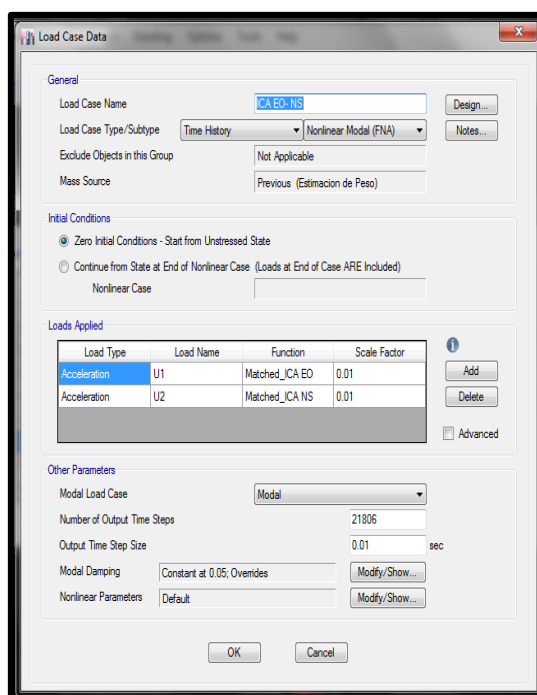 Load Case Data
General
Load Case Name ICA EO- NS Design...
Load Case Type/Subtype Time History Nonlinear Modal (FNA) Notes...
Exclude Objects in this Group Not Applicable
Mass Source Previous (Estimacion de Peso)
Initial Conditions
Zero Initial Conditions - Start from Unstressed State
Continue from State at End of Nonlinear Case (Loads at End of Case ARE Included)
Nonlinear Case
Loads Applied
Load Type Load Name Function Scale Factor
Acceleration U1 Matched_ICA EO 0.01 Add
Acceleration U2 Matched_ICA NS 0.01 Delete
Advanced
Other Parameters
Modal Load Case Modal
Number of Output Time Steps 21806
Output Time Step Size 0.01 sec
Modal Damping Constant at 0.05; Overrides Modify/Show...
Nonlinear Parameters Default Modify/Show...
OK Cancel